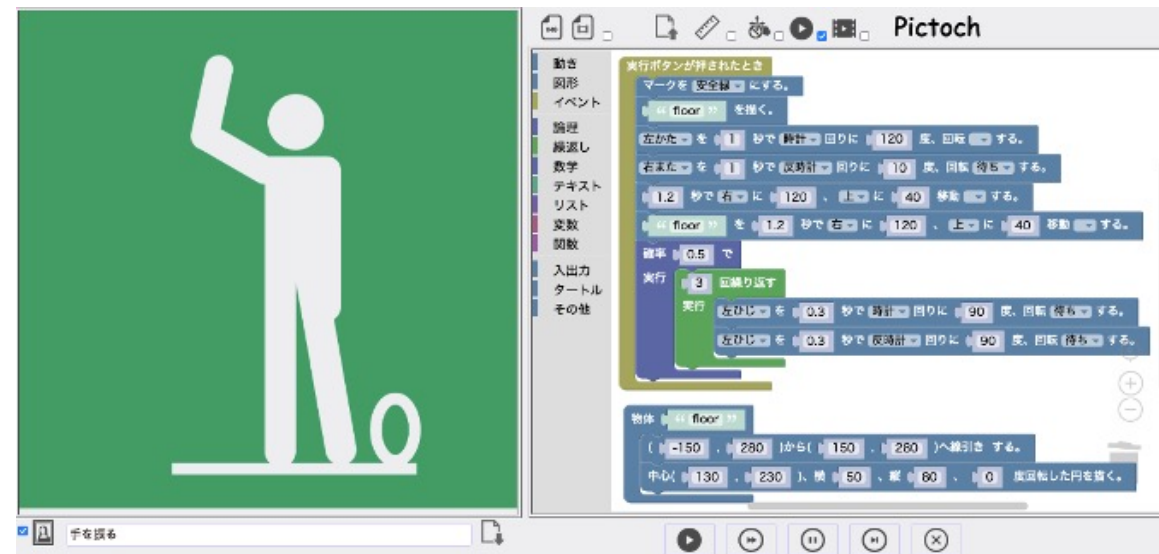 Pictoch
動き
図形
イベント
論理
繰返し
数学
テキスト
リスト
変数
関数
入出力
タートル
その他
実行ボタンが押されたとき
マークを 安全緑 にする。
“ floor ” を描く。
左かた を 1 秒で 時計 回りに 120 度、回転 する。
右また を 1 秒で 反時計 回りに 10 度、回転 待ち する。
1.2 秒で 右 に 120 、 上 に 40 移動 する。
“ floor ” を 1.2 秒で 右 に 120 、 上 に 40 移動 する。
確率 0.5 で
実行 3 回繰り返す
実行 左ひじ を 0.3 秒で 時計 回りに 90 度、回転 待ち する。
左ひじ を 0.3 秒で 反時計 回りに 90 度、回転 待ち する。
物体 “ floor ”
( -150 , 280 )から( 150 , 280 )へ線引き する。
中心( 130 , 230 )、横 50 、縦 80 、 0 度回転した円を描く。
手を振る